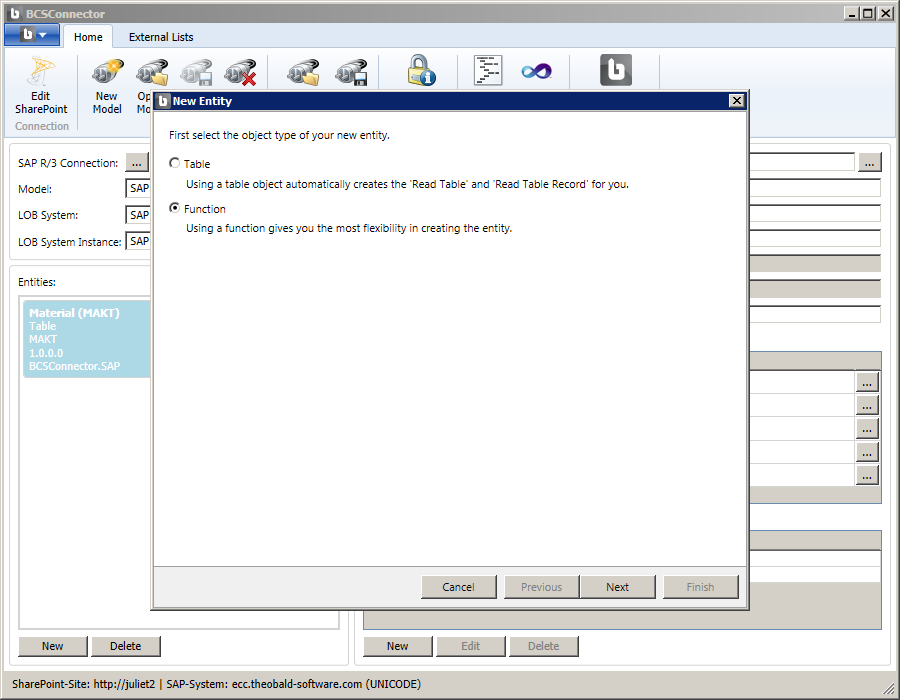 BCSConnector
Home
External Lists
Edit
SharePoint
Connection
New
Model
Op
Mo
New Entity
First select the object type of your new entity.
Table
Using a table object automatically creates the 'Read Table' and 'Read Table Record' for you.
Function
Using a function gives you the most flexibility in creating the entity.
Cancel
Previous
Next
Finish
SAP R/3 Connection:
...
Model:
SAP
LOB System:
SAP
LOB System Instance:
SAP
Entities:
Material (MAKT)
Table
MAKT
1.0.0.0
BCSConnector.SAP
New
Delete
...
...
...
...
...
...
New
Edit
Delete
SharePoint-Site: http://juliet2 | SAP-System: ecc.theobald-software.com (UNICODE)